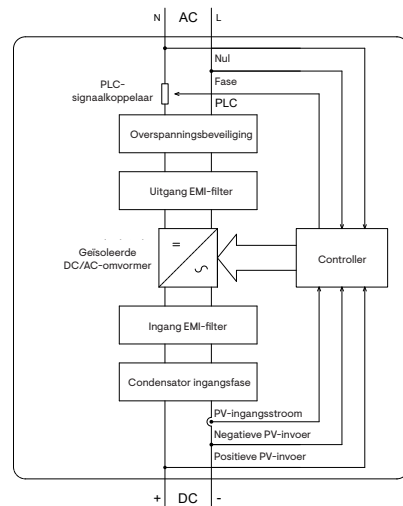 N AC L
Nul
Fase
PLC
PLC-
signaalkoppelaar
Overspanningsbeveiliging
Uitgang EMI-filter
Geïsoleerde
DC/AC-omvormer
=
Controller
Ingang EMI-filter
Condensator ingangsfase
PV-ingangsstroom
Negatieve PV-invoer
Positieve PV-invoer
+ DC -